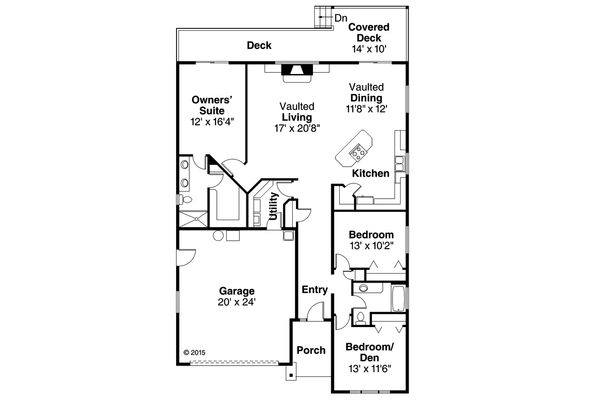 Dn
Covered
Deck
14' x 10'
Deck
Owners'
Suite
12' x 16'4"
Vaulted
Living
17' x 20'8"
Vaulted
Dining
11'8" x 12'
Kitchen
Utility
Bedroom
13' x 10'2"
Garage
20' x 24'
Entry
Porch
Bedroom/
Den
13' x 11'6"
© 2015